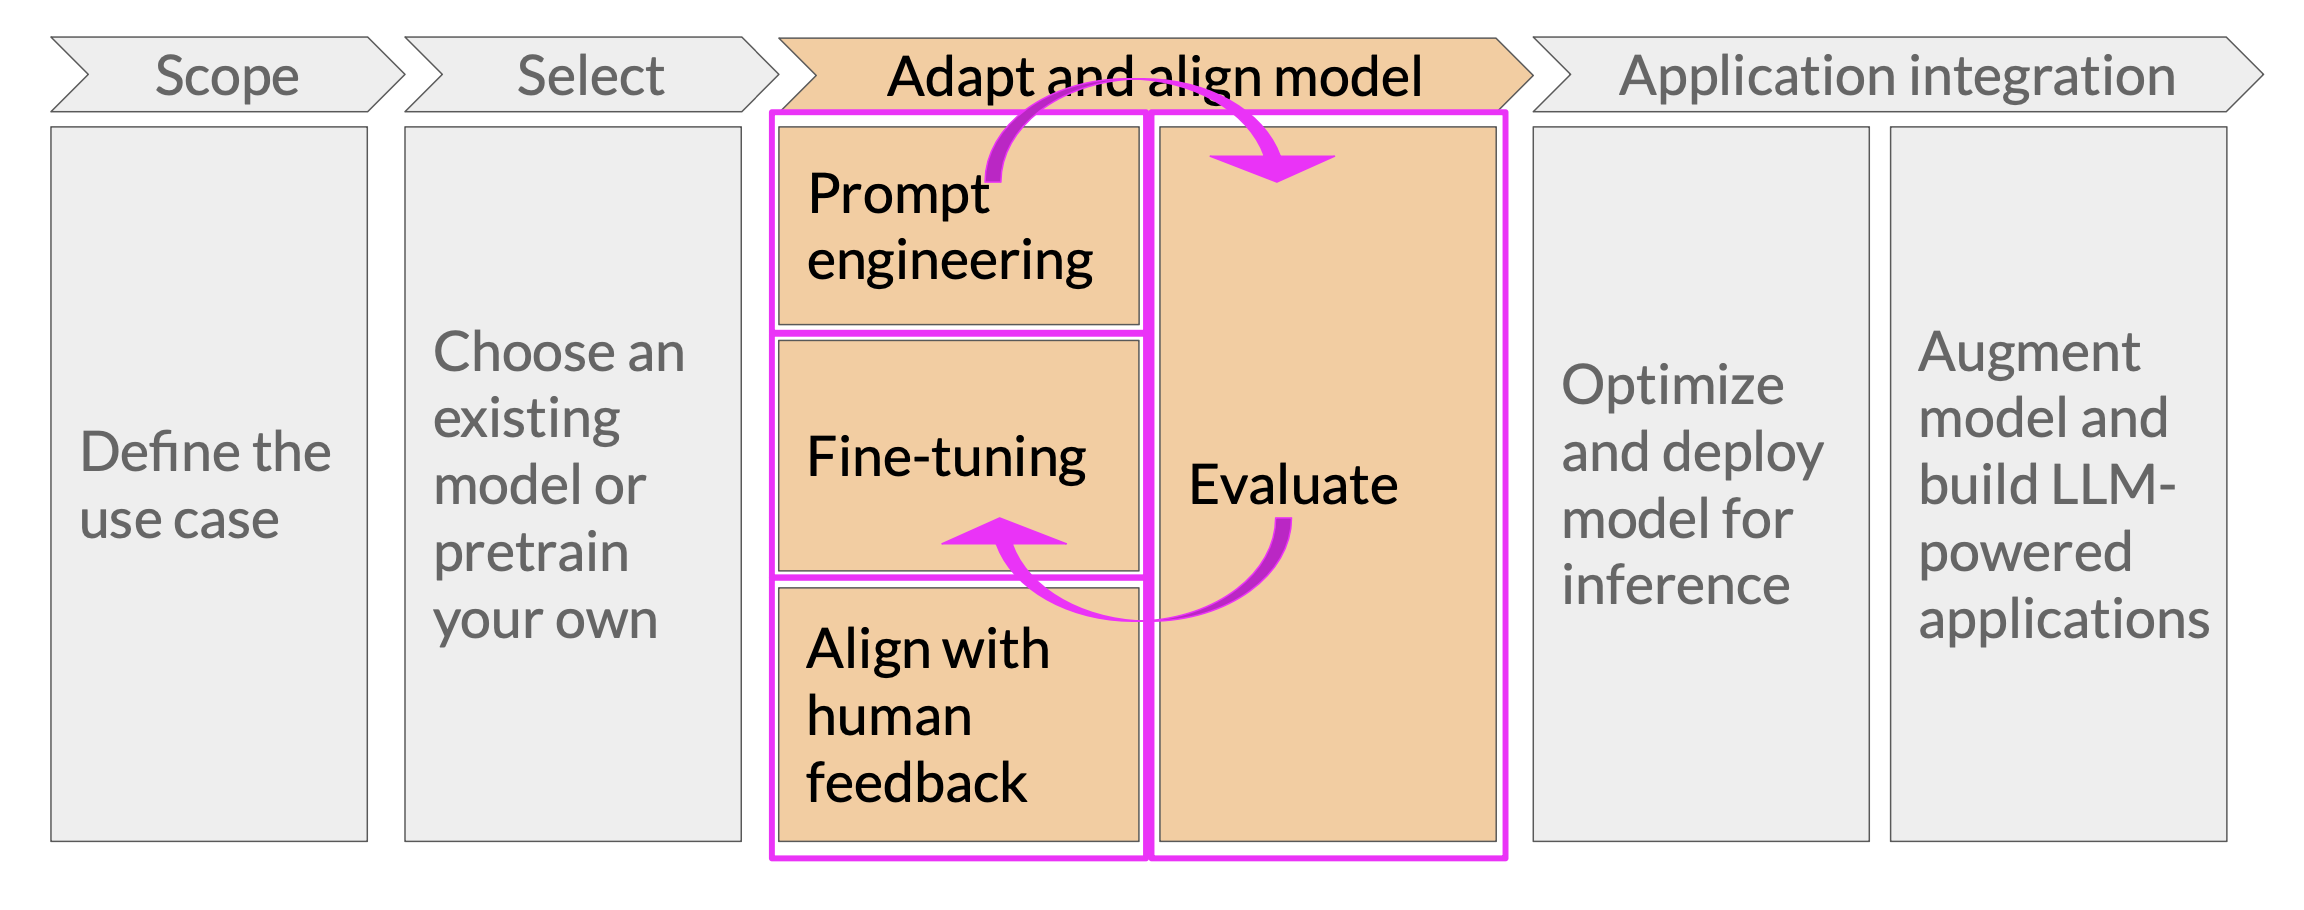 Scope
Select
Adapt and align model
Application integration
Define the
use case
Choose an
existing
model or
pretrain
your own
Prompt
engineering
Fine-tuning
Align with
human
feedback
Evaluate
Optimize
and deploy
model for
inference
Augment
model and
build LLM-
powered
applications